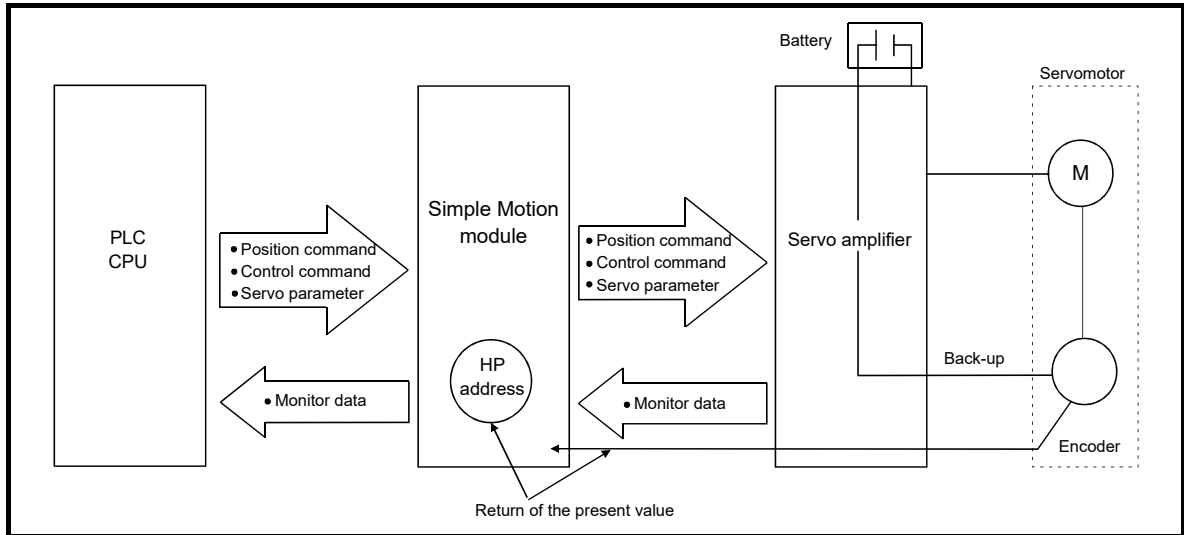 Battery
Servomotor
PLC
CPU
• Position command
• Control command
• Servo parameter
Simple Motion
module
• Position command
• Control command
• Servo parameter
Servo amplifier
M
HP
address
• Monitor data
• Monitor data
Back-up
Encoder
Return of the present value